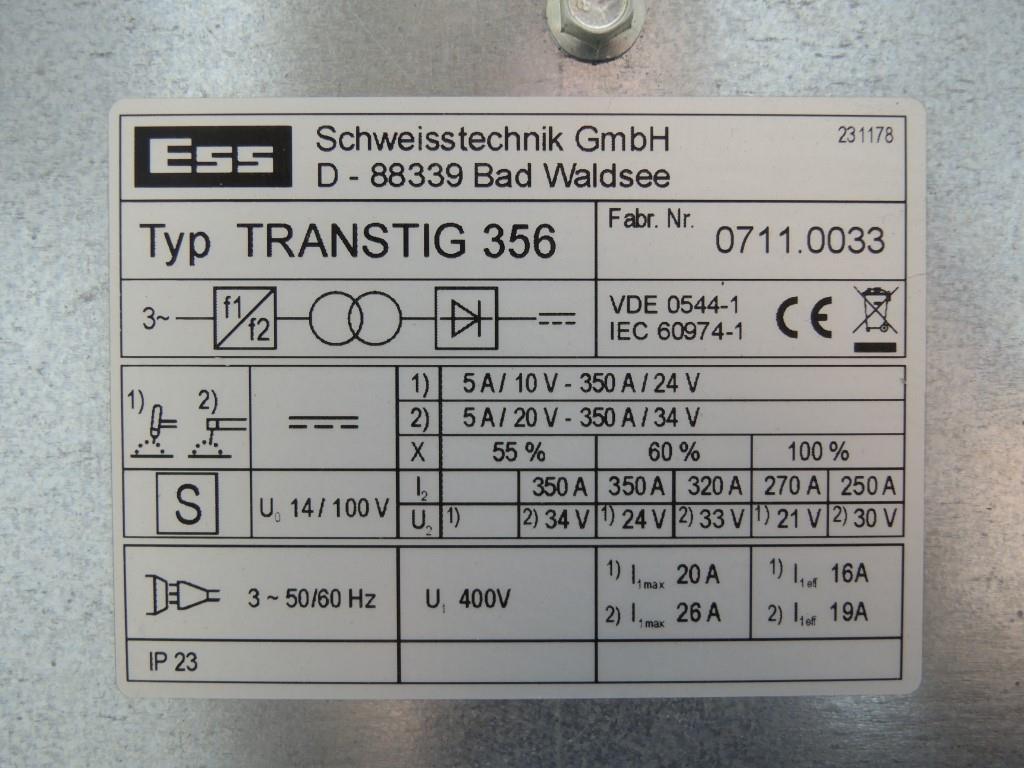 Ess Schweisstechnik GmbH 231178
D - 88339 Bad Waldsee
Typ TRANSTIG 356 Fabr. Nr. 0711.0033
3~ f1/f2 VDE 0544-1 CE
IEC 60974-1
1) 2) 1) 5 A / 10 V - 350 A / 24 V
2) 5 A / 20 V - 350 A / 34 V
X 55 % 60 % 100 %
S U₀ 14 / 100 V I₂ 350 A 350 A 320 A 270 A 250 A
U₂ 1) 2) 34 V 1) 24 V 2) 33 V 1) 21 V 2) 30 V
3 ~ 50/60 Hz U₁ 400V 1) I₁max 20 A 1) I₁eff 16A
2) I₁max 26 A 2) I₁eff 19A
IP 23